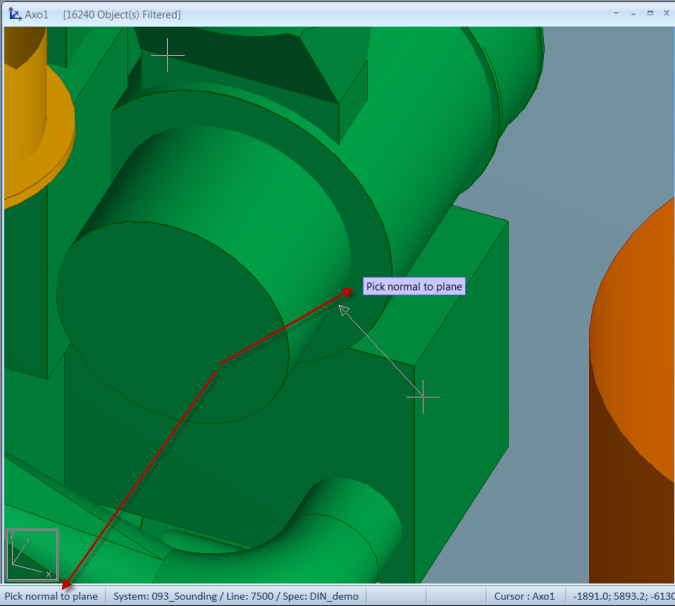 Axo1 [16240 Object(s) Filtered]
Pick normal to plane
Z
Y
X
Pick normal to plane System: 093_Sounding / Line: 7500 / Spec: DIN_demo Cursor : Axo1 -1891.0; 5893.2; -6130